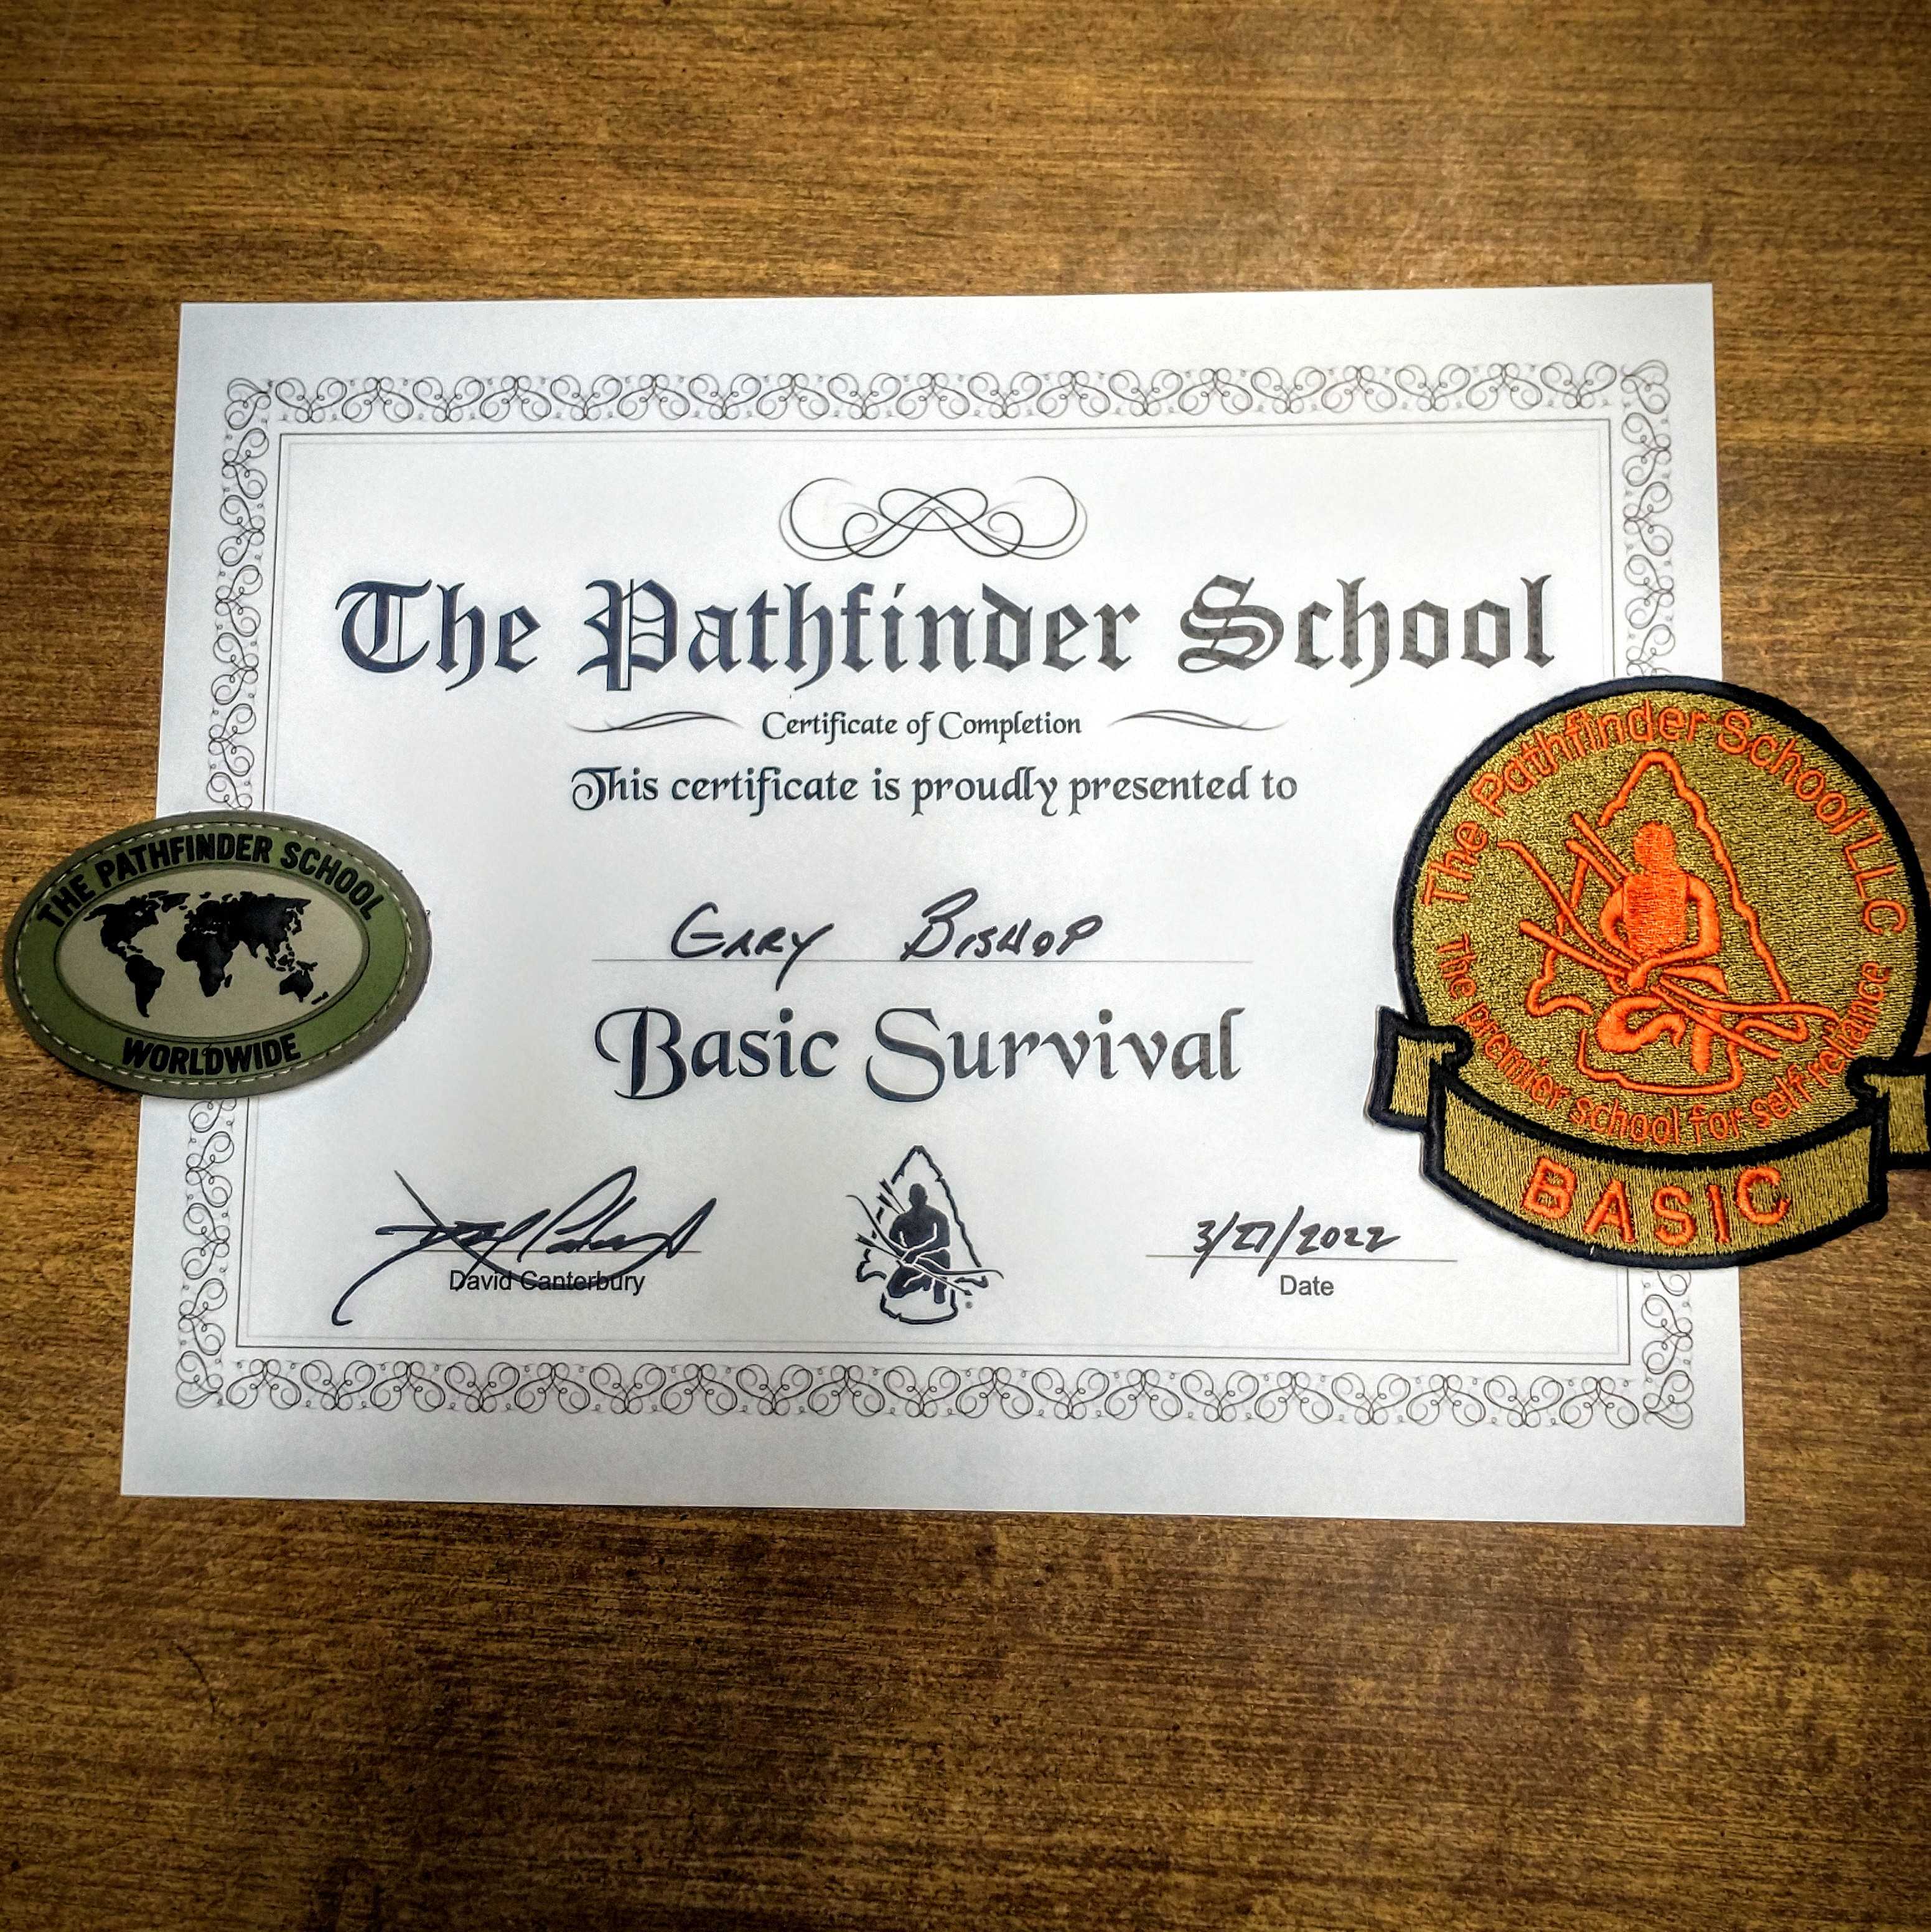 The Pathfinder School
Certificate of Completion
This certificate is proudly presented to
Gary Bishop
Basic Survival
David Canterbury
3/27/2022
Date
®
THE PATHFINDER SCHOOL
WORLDWIDE
The Pathfinder School LLC
The premier school for self reliance
BASIC